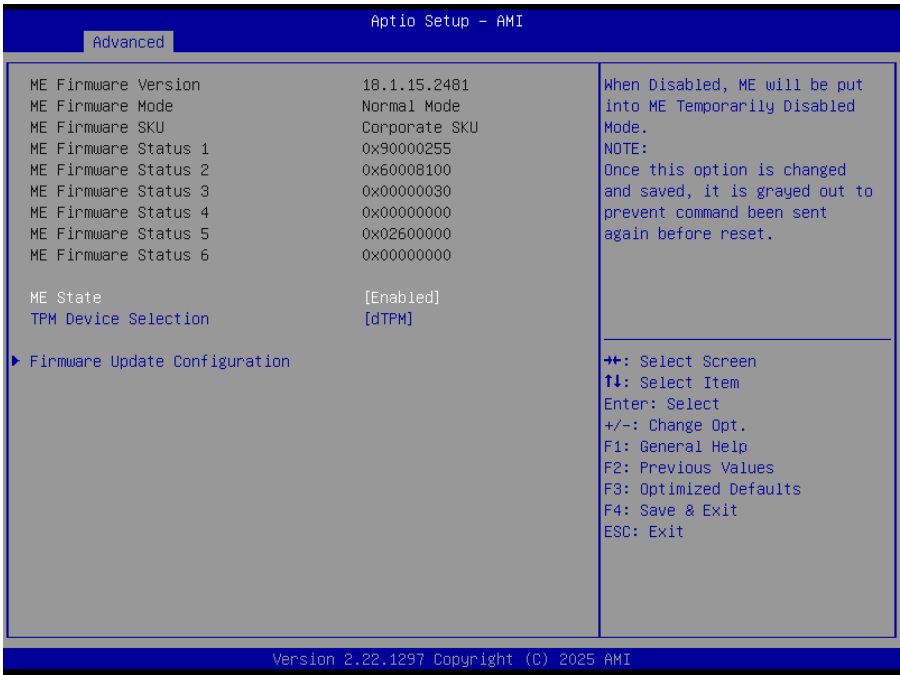 Aptio Setup - AMI
Advanced
ME Firmware Version 18.1.15.2481
ME Firmware Mode Normal Mode
ME Firmware SKU Corporate SKU
ME Firmware Status 1 0x90000255
ME Firmware Status 2 0x60008100
ME Firmware Status 3 0x00000030
ME Firmware Status 4 0x00000000
ME Firmware Status 5 0x02600000
ME Firmware Status 6 0x00000000
ME State [Enabled]
TPM Device Selection [dTPM]
Firmware Update Configuration
When Disabled, ME will be put
into ME Temporarily Disabled
Mode.
NOTE:
Once this option is changed
and saved, it is grayed out to
prevent command been sent
again before reset.
→←: Select Screen
↑↓: Select Item
Enter: Select
+/-: Change Opt.
F1: General Help
F2: Previous Values
F3: Optimized Defaults
F4: Save & Exit
ESC: Exit
Version 2.22.1297 Copyright (C) 2025 AMI